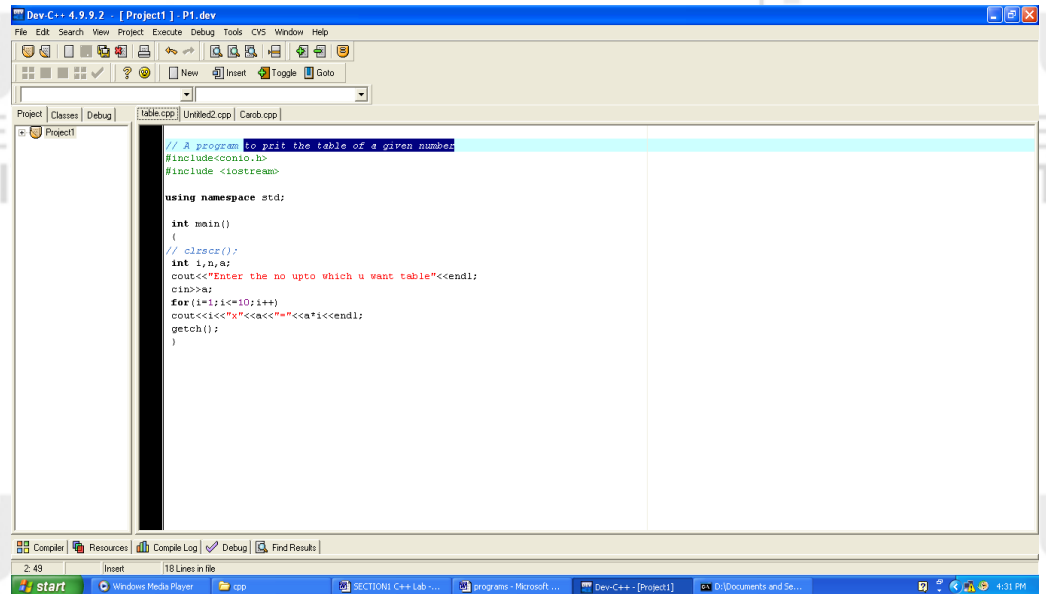 Dev-C++ 4.9.9.2 - [ Project1 ] - P1.dev
File Edit Search View Project Execute Debug Tools CVS Window Help
New Insert Toggle Goto
Project Classes Debug
table.cpp Untitled2.cpp Carob.cpp
Project1
// A program to prit the table of a given number
#include<conio.h>
#include <iostream>
using namespace std;
int main()
{
// clrscr();
int i,n,a;
cout<<"Enter the no upto which u want table"<<endl;
cin>>a;
for(i=1;i<=10;i++)
cout<<i<<"x"<<a<<"="<<a*i<<endl;
getch();
}
Compiler Resources Compile Log Debug Find Results
2: 49 Insert 18 Lines in file
start Windows Media Player cpp SECTION1 C++ Lab -... programs - Microsoft ... Dev-C++ - [Project1] D:\Documents and Se... 4:31 PM